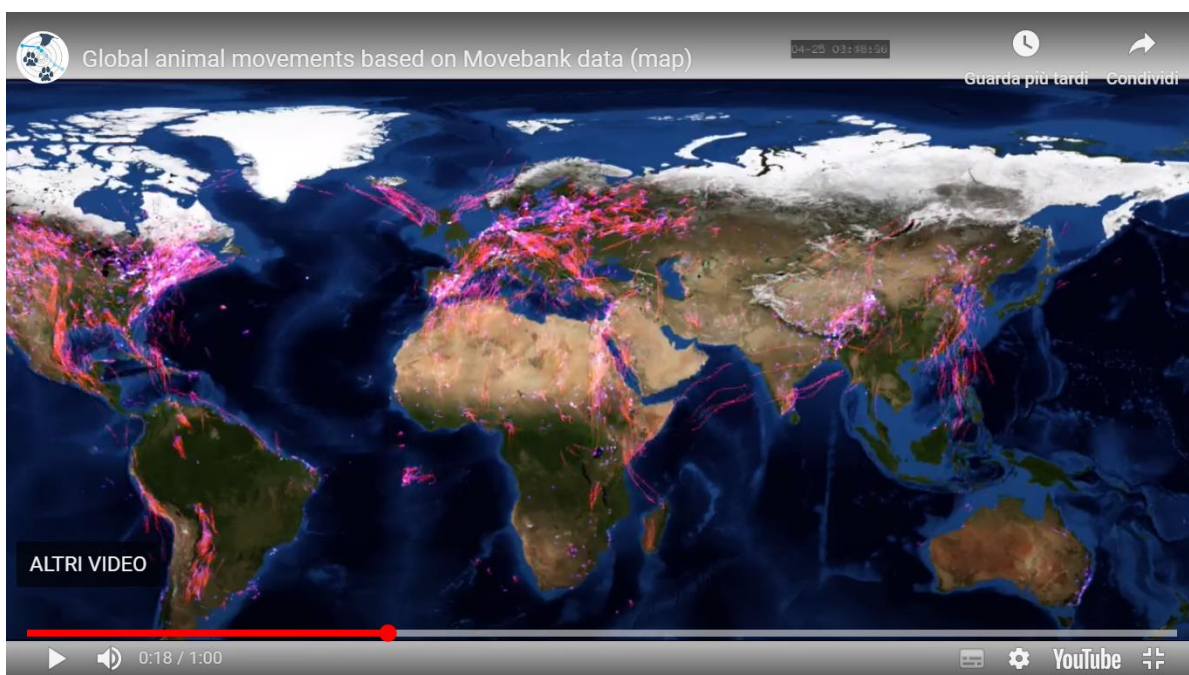 Global animal movements based on Movebank data (map)
04-25 03:48:56
Guarda più tardi
Condividi
ALTRI VIDEO
0:18 / 1:00
YouTube